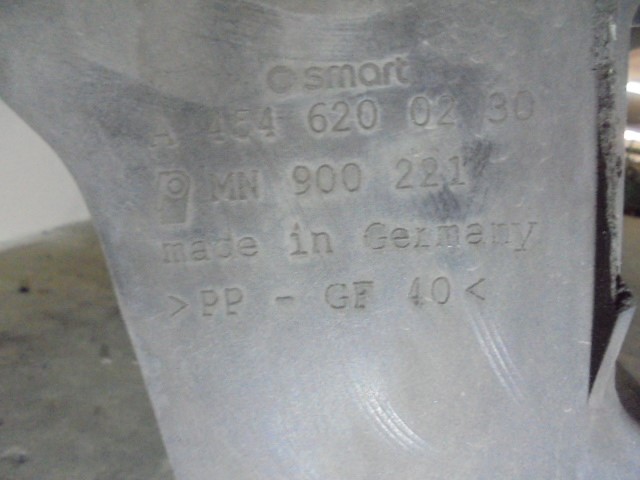 smart
A 454 620 02 30
MN 900 221
made in Germany
>PP - GF 40<